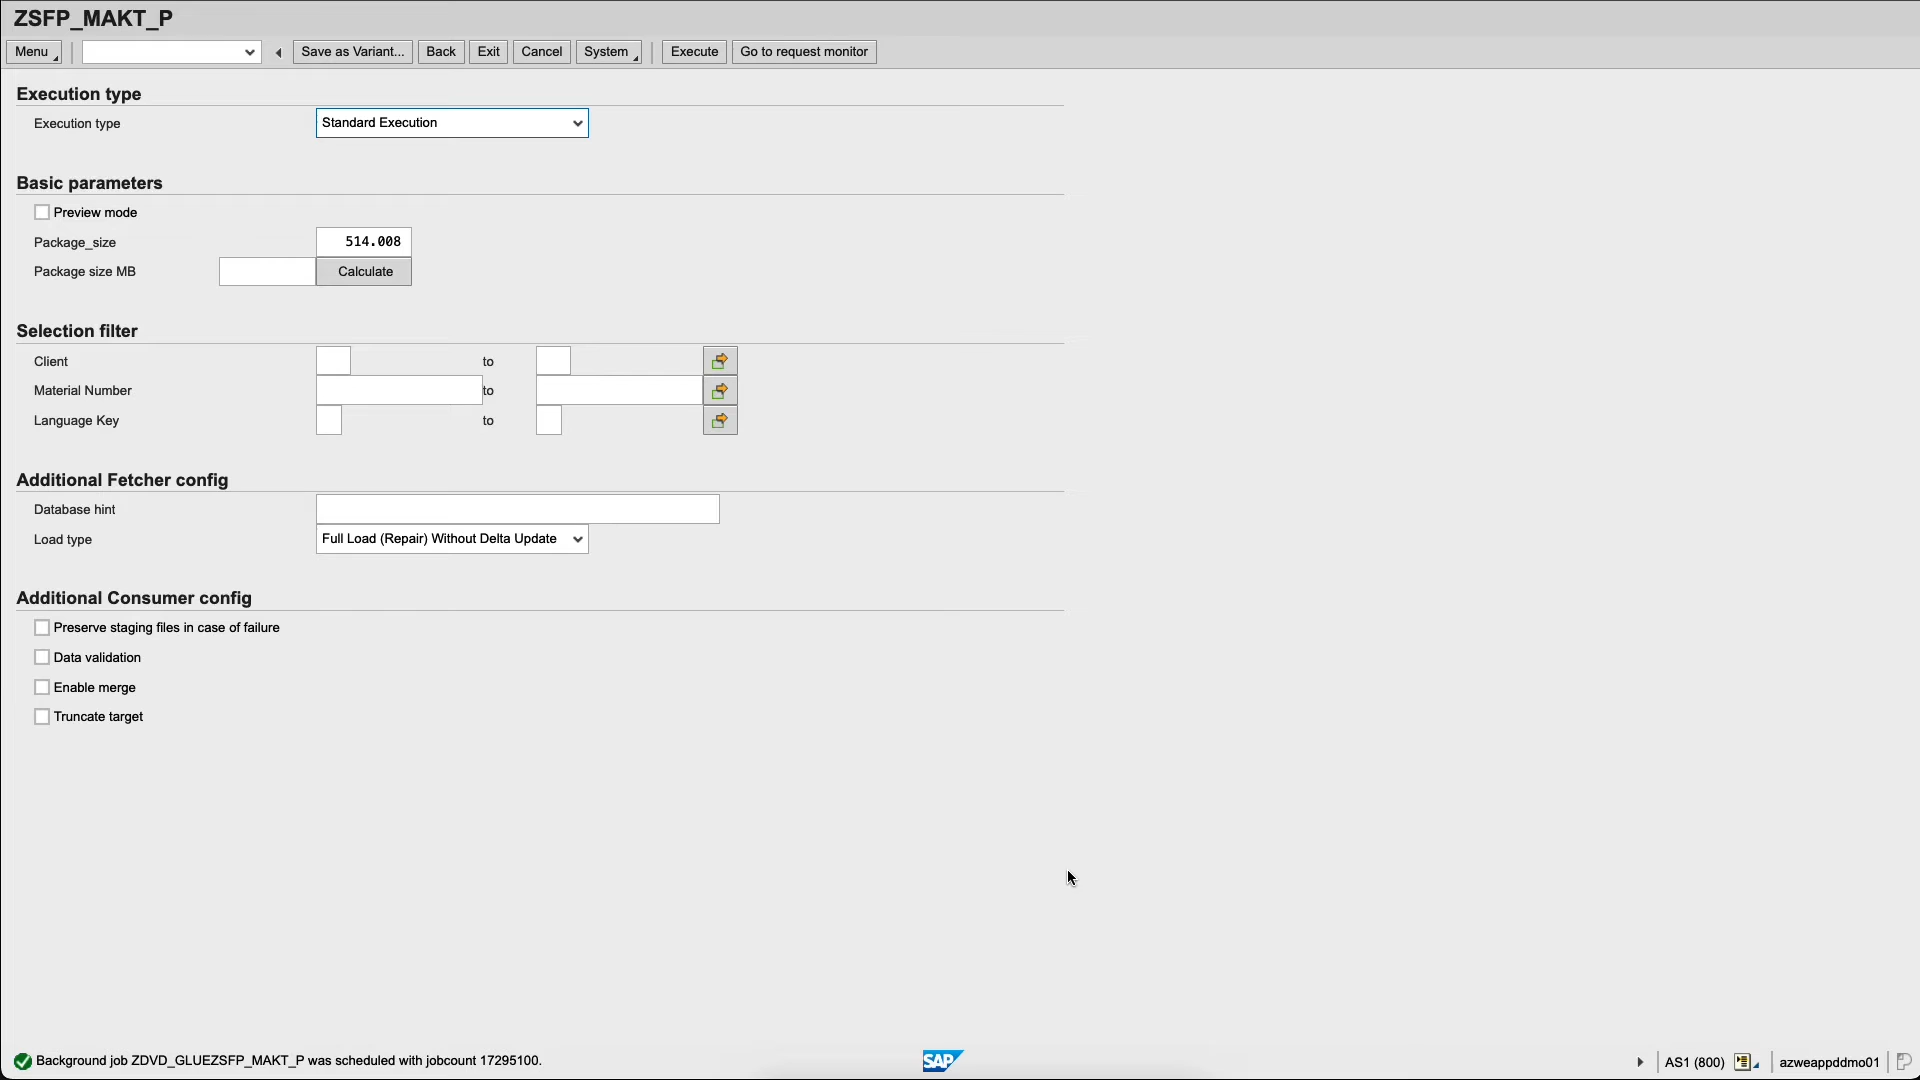 ZSFP_MAKT_P
Menu Save as Variant... Back Exit Cancel System Execute Go to request monitor
Execution type
Execution type Standard Execution
Basic parameters
Preview mode
Package_size 514.008
Package size MB Calculate
Selection filter
Client to
Material Number to
Language Key to
Additional Fetcher config
Database hint
Load type Full Load (Repair) Without Delta Update
Additional Consumer config
Preserve staging files in case of failure
Data validation
Enable merge
Truncate target
Background job ZDVD_GLUEZSFP_MAKT_P was scheduled with jobcount 17295100. SAP AS1 (800) azweappddmo01